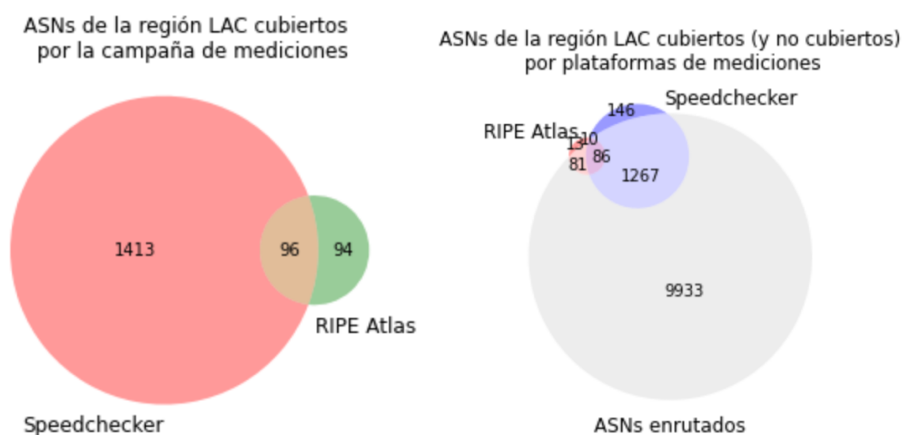 ASNs de la región LAC cubiertos
por la campaña de mediciones
1413
96
94
RIPE Atlas
Speedchecker
ASNs de la región LAC cubiertos (y no cubiertos)
por plataformas de mediciones
Speedchecker
146
RIPE Atlas
10
13
86
81
1267
9933
ASNs enrutados